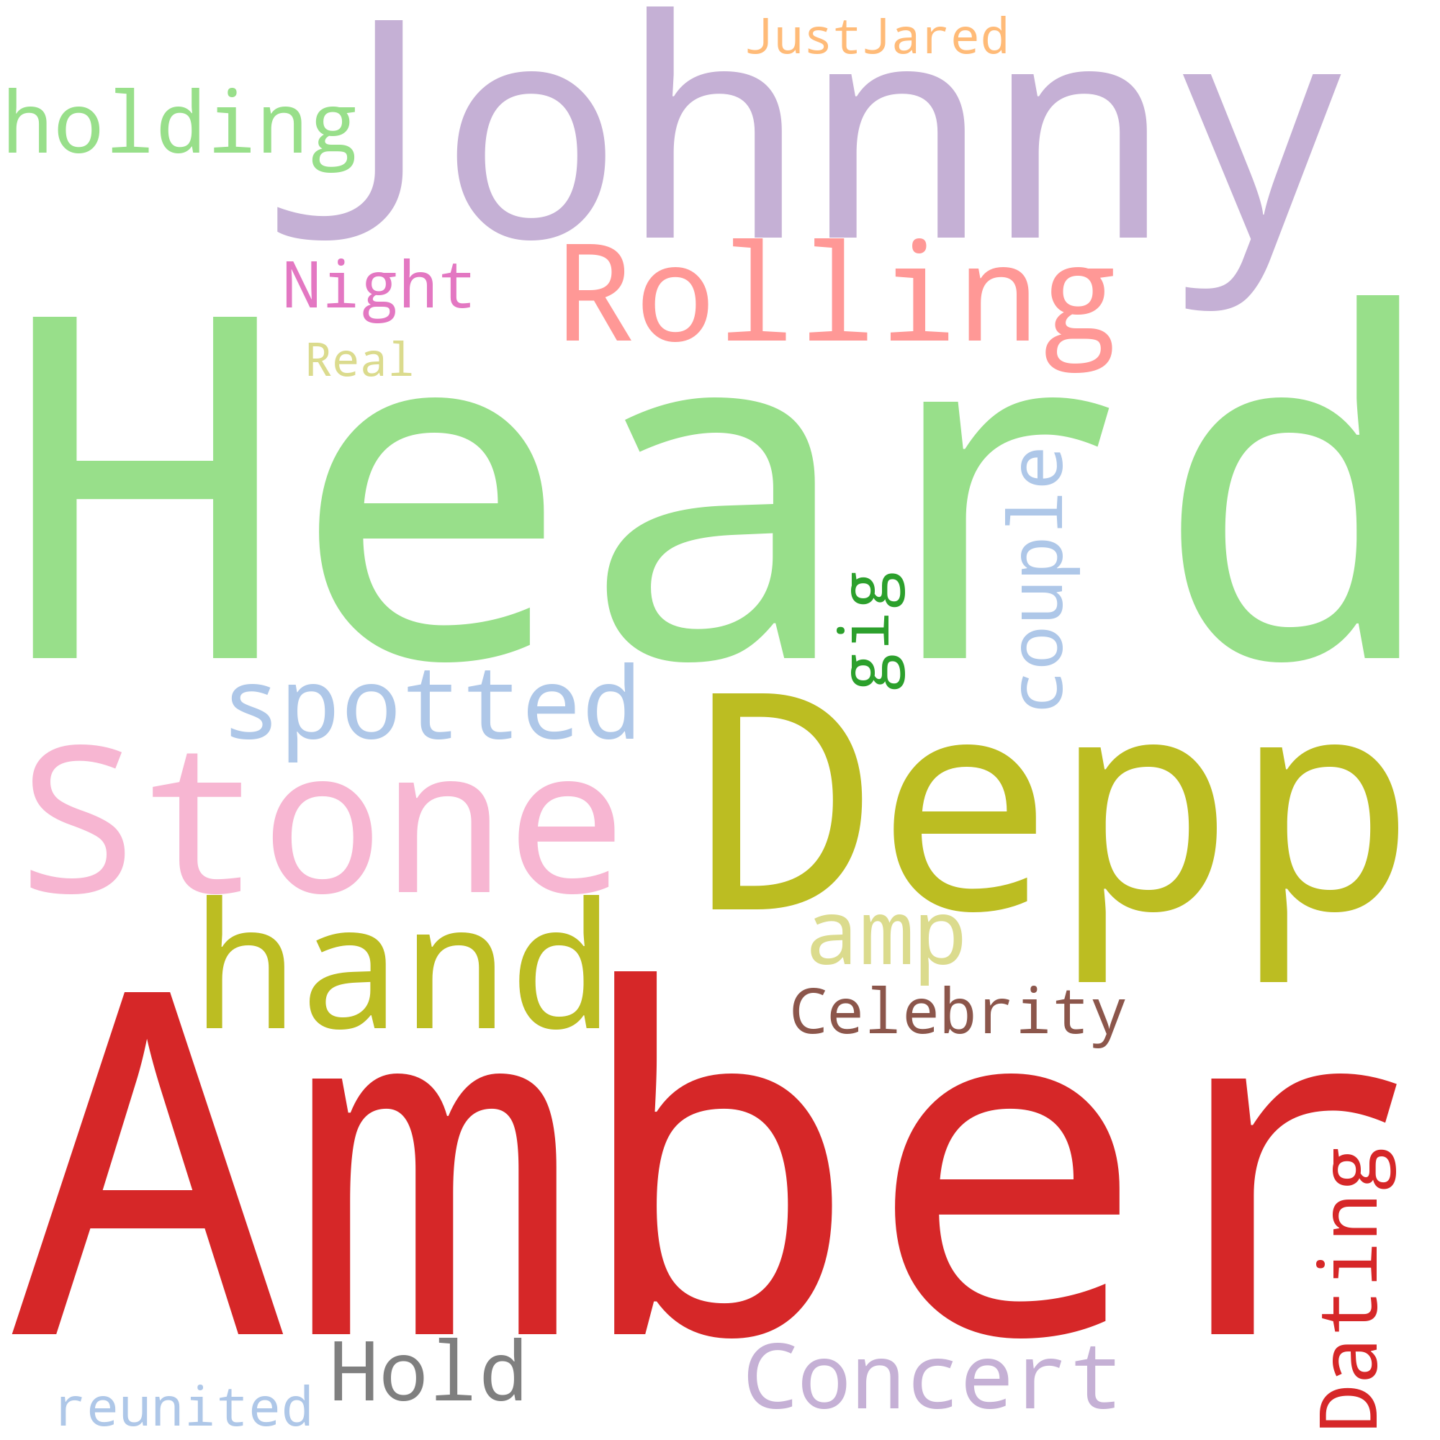 JustJared
Johnny
holding
Night
Rolling
Real
Heard
couple
gig
spotted
Depp
Stone
hand
amp
Celebrity
Amber
Dating
Hold
Concert
reunited